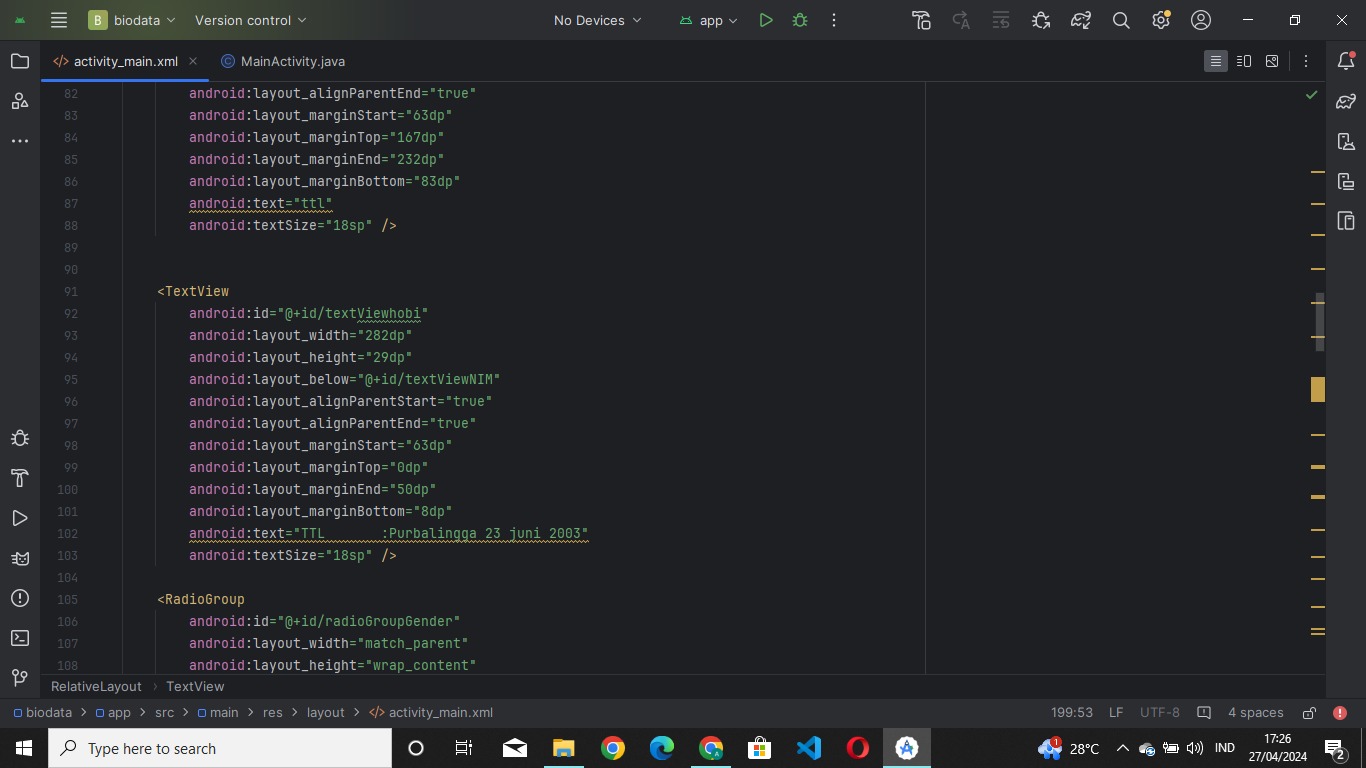 B biodata Version control No Devices app
activity_main.xml MainActivity.java
82 android:layout_alignParentEnd="true"
83 android:layout_marginStart="63dp"
84 android:layout_marginTop="167dp"
85 android:layout_marginEnd="232dp"
86 android:layout_marginBottom="83dp"
87 android:text="ttl"
88 android:textSize="18sp" />
89
90
91 <TextView
92 android:id="@+id/textViewhobi"
93 android:layout_width="282dp"
94 android:layout_height="29dp"
95 android:layout_below="@+id/textViewNIM"
96 android:layout_alignParentStart="true"
97 android:layout_alignParentEnd="true"
98 android:layout_marginStart="63dp"
99 android:layout_marginTop="0dp"
100 android:layout_marginEnd="50dp"
101 android:layout_marginBottom="8dp"
102 android:text="TTL       :Purbalingga 23 juni 2003"
103 android:textSize="18sp" />
104
105 <RadioGroup
106 android:id="@+id/radioGroupGender"
107 android:layout_width="match_parent"
108 android:layout_height="wrap_content"
RelativeLayout > TextView
biodata > app > src > main > res > layout > </> activity_main.xml 199:53 LF UTF-8 4 spaces
Type here to search 1 28°C IND 17:26
27/04/2024 2